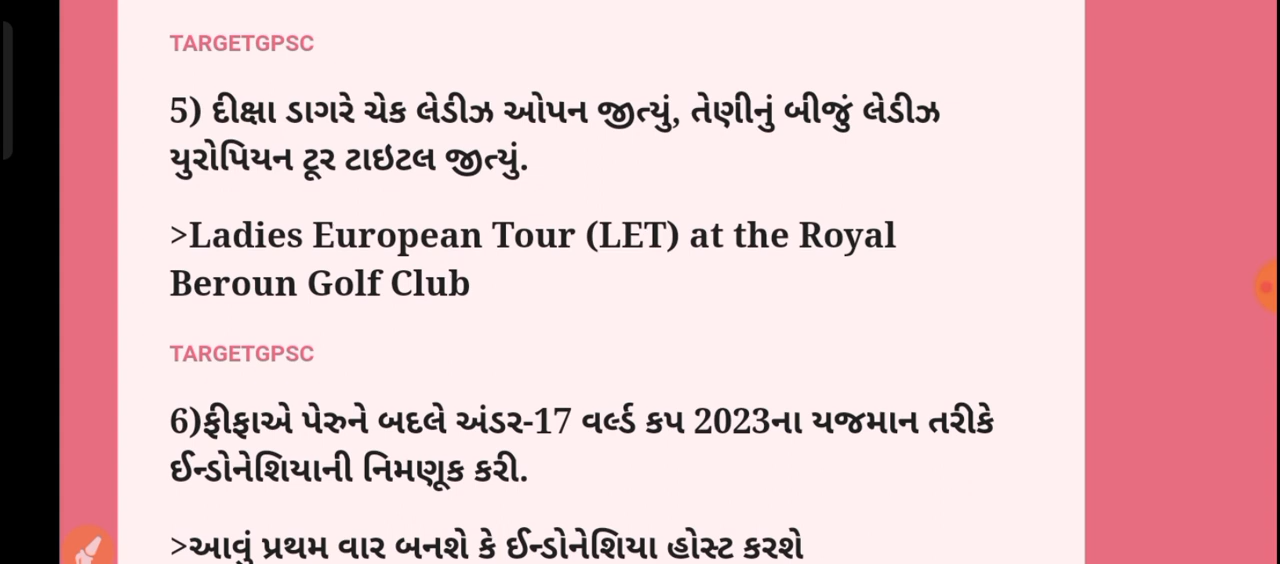 TARGETGPSC
5) દીક્ષા ડાગરે ચેક લેડીઝ ઓપન જીત્યું, તેણીનું બીજું લેડીઝ
યુરોપિયન ટૂર ટાઇટલ જીત્યું.
>Ladies European Tour (LET) at the Royal
Beroun Golf Club
TARGETGPSC
6)ફીફાએ પેરુને બદલે અંડર-17 વર્લ્ડ કપ 2023ના યજમાન તરીકે
ઈન્ડોનેશિયાની નિમણૂક કરી.
>આવું પ્રથમ વાર બનશે કે ઈન્ડોનેશિયા હોસ્ટ કરશે